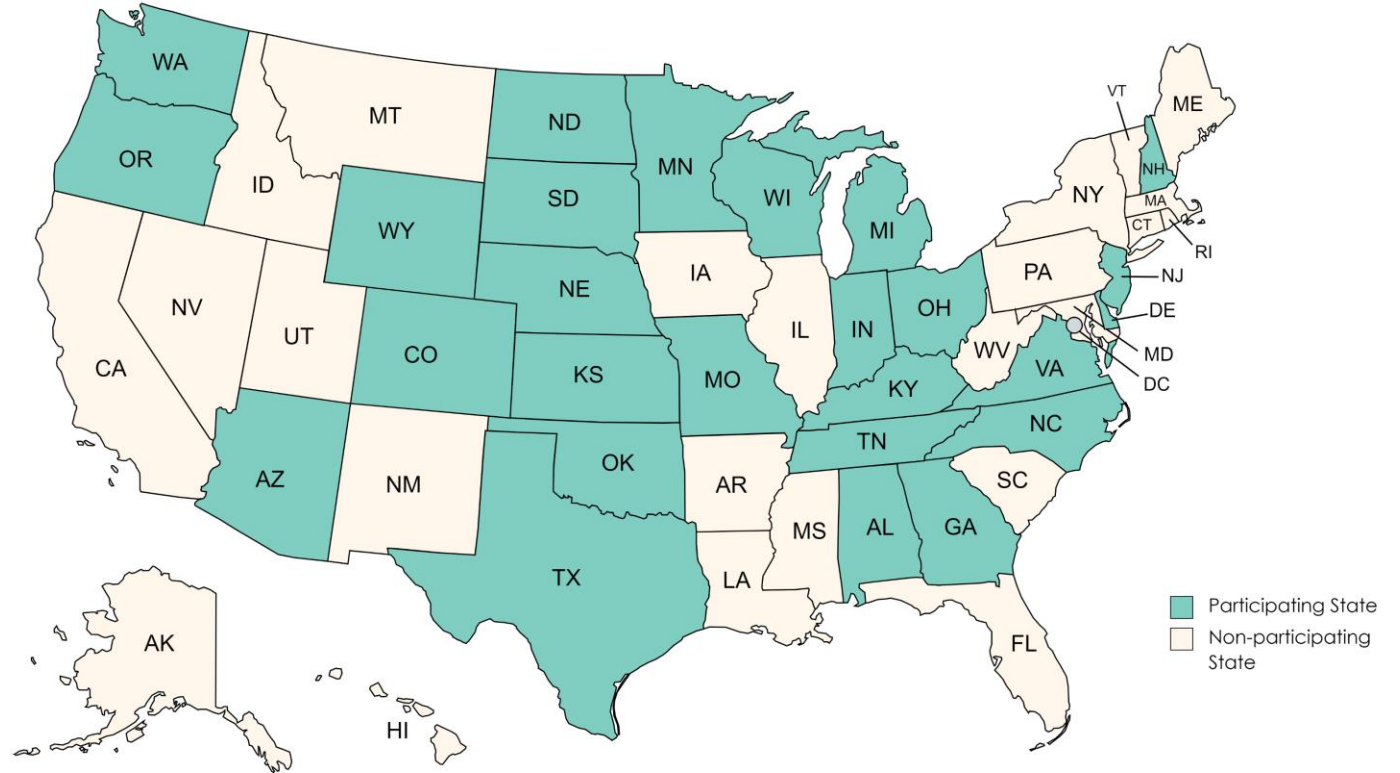 WA
MT
ND
MN
VT
ME
OR
ID
SD
WI
NH
NY
MA
WY
MI
CT
RI
IA
PA
NJ
NE
NV
UT
IL
IN
OH
DE
CA
CO
WV
MD
KS
MO
VA
DC
KY
NC
TN
AZ
NM
OK
AR
SC
MS
AL
GA
TX
LA
Participating State
Non-participating
State
AK
FL
HI